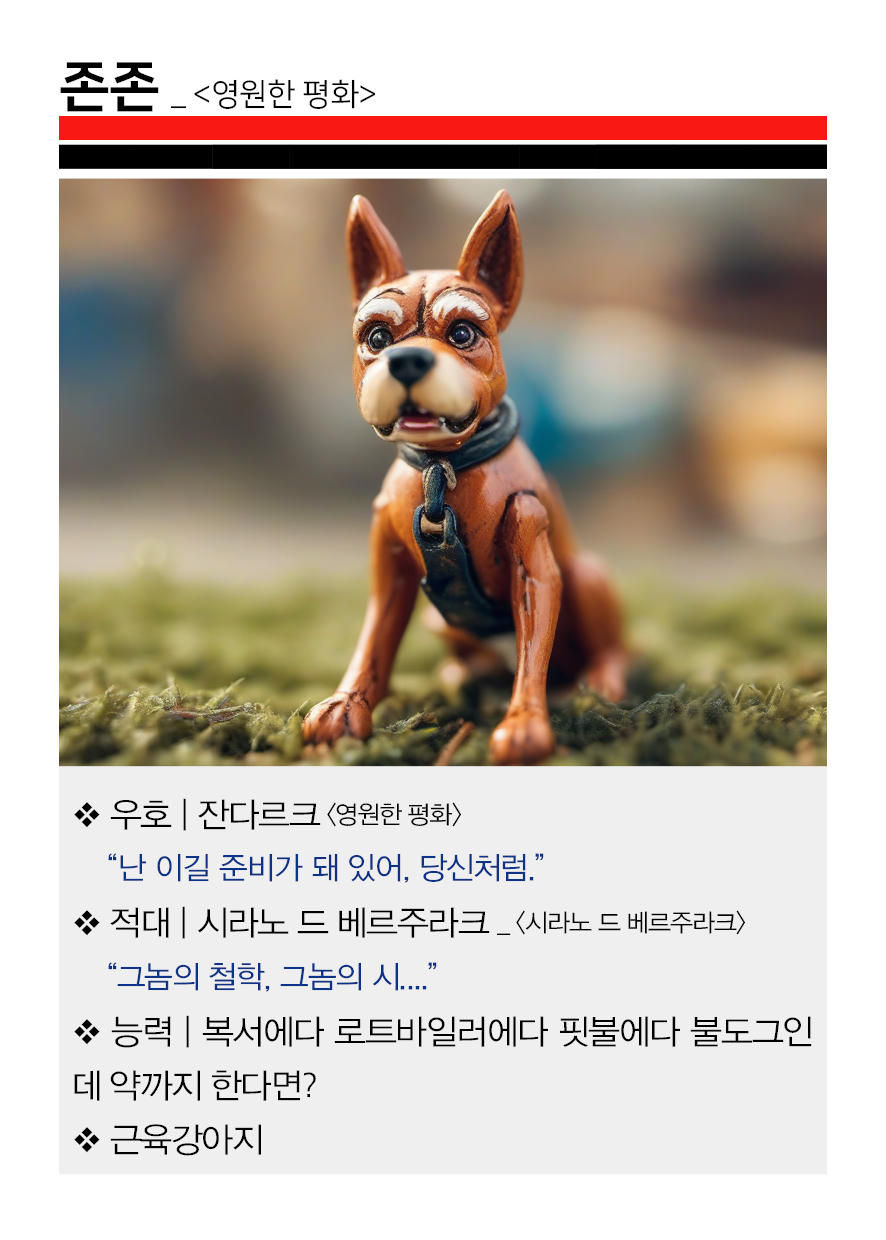 존존 _ <영원한 평화>
❖ 우호 | 잔다르크 〈영원한 평화〉
“난 이길 준비가 돼 있어, 당신처럼.”
❖ 적대 | 시라노 드 베르주라크 _ 〈시라노 드 베르주라크〉
“그놈의 철학, 그놈의 시....”
❖ 능력 | 복서에다 로트바일러에다 핏불에다 불도그인
데 약까지 한다면?
❖ 근육강아지